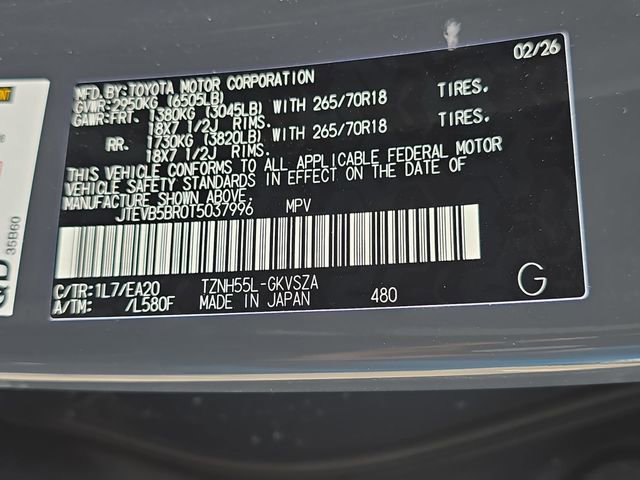 02/26
MFD.BY:TOYOTA MOTOR CORPORATION
GVWR:2950KG (6505LB)
GAWR:FRT. 1380KG (3045LB) WITH 265/70R18 TIRES.
18X7 1/2J RIMS.
RR. 1730KG (3820LB) WITH 265/70R18 TIRES.
18X7 1/2J RIMS.
THIS VEHICLE CONFORMS TO ALL APPLICABLE FEDERAL MOTOR
VEHICLE SAFETY STANDARDS IN EFFECT ON THE DATE OF
MANUFACTURE SHOWN ABOVE.
JTEVB5BR0T5037996 MPV
C/TR:1L7/EA20 TZNH55L-GKVSZA
A/TM: /L580F MADE IN JAPAN 480
G
35B60